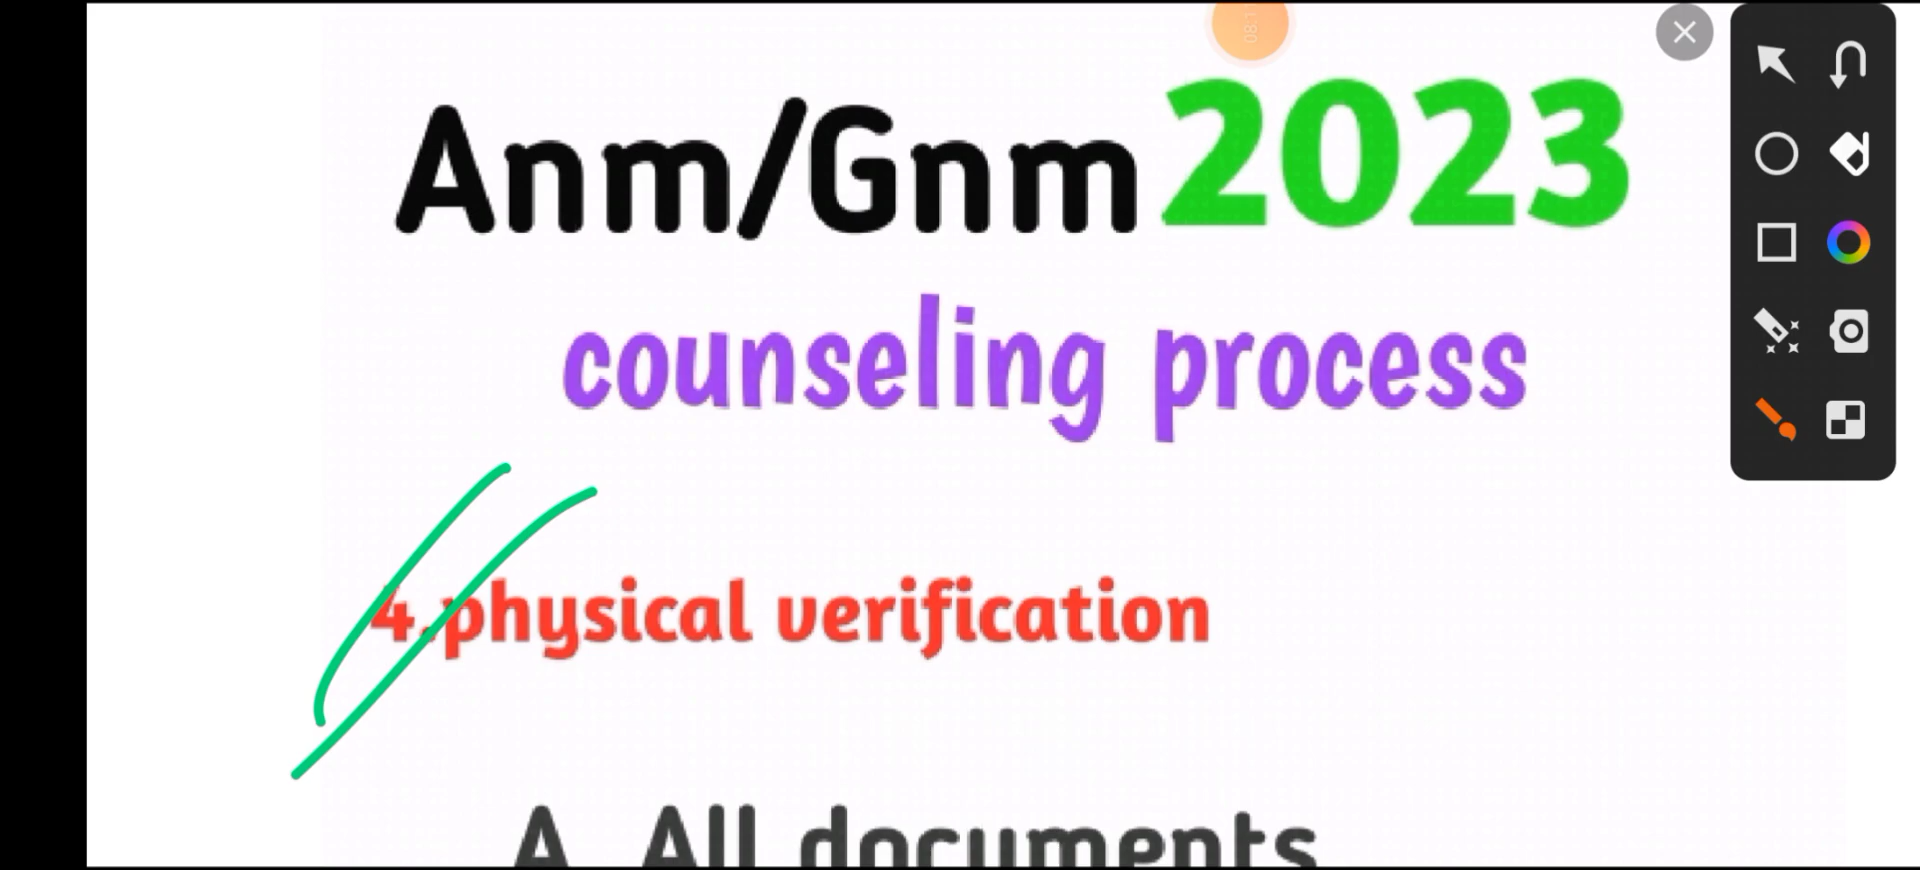 Anm/Gnm 2023
counseling process
4.physical verification
A All documents